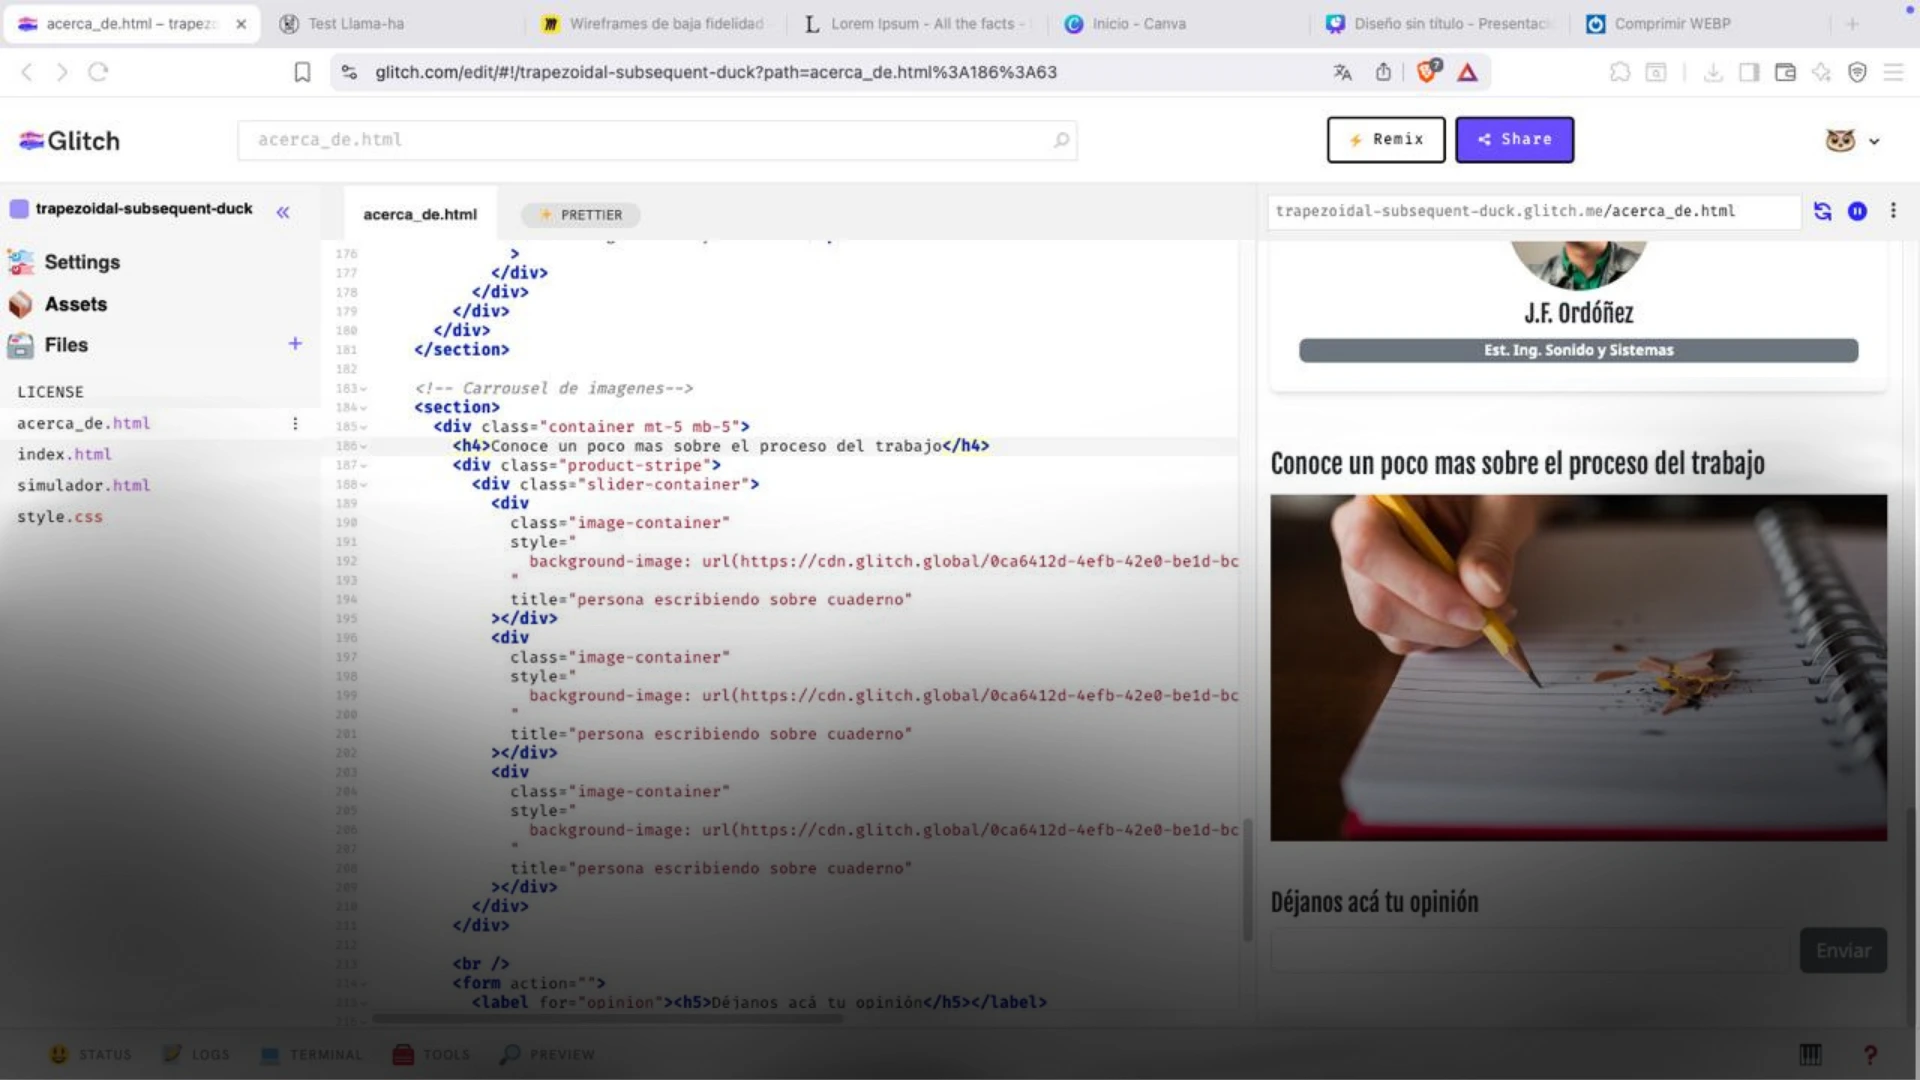 acerca_de.html – trapez
Test Llama-ha
Wireframes de baja fidelidad
Lorem Ipsum - All the facts -
Inicio - Canva
Diseño sin título - Presentaci
Comprimir WEBP
glitch.com/edit/#!/trapezoidal-subsequent-duck?path=acerca_de.html%3A186%3A63
7
Glitch
acerca_de.html
Remix
Share
trapezoidal-subsequent-duck
Settings
Assets
Files
LICENSE
acerca_de.html
index.html
simulador.html
style.css
acerca_de.html
PRETTIER
176 >
177 </div>
178 </div>
179 </div>
180 </div>
181 </section>
182
183 <!-- Carrousel de imagenes-->
184 <section>
185 <div class="container mt-5 mb-5">
186 <h4>Conoce un poco mas sobre el proceso del trabajo</h4>
187 <div class="product-stripe">
188 <div class="slider-container">
189 <div
190 class="image-container"
191 style="
192 background-image: url(https://cdn.glitch.global/0ca6412d-4efb-42e0-be1d-bc
193 "
194 title="persona escribiendo sobre cuaderno"
195 ></div>
196 <div
197 class="image-container"
198 style="
199 background-image: url(https://cdn.glitch.global/0ca6412d-4efb-42e0-be1d-bc
200 "
201 title="persona escribiendo sobre cuaderno"
202 ></div>
203 <div
204 class="image-container"
205 style="
206 background-image: url(https://cdn.glitch.global/0ca6412d-4efb-42e0-be1d-bc
207 "
208 title="persona escribiendo sobre cuaderno"
209 ></div>
210 </div>
211 </div>
212
213 <br />
214 <form action="">
215 <label for="opinion"><h5>Déjanos acá tu opinión</h5></label>
trapezoidal-subsequent-duck.glitch.me/acerca_de.html
J.F. Ordóñez
Est. Ing. Sonido y Sistemas
Conoce un poco mas sobre el proceso del trabajo
Déjanos acá tu opinión
Enviar
STATUS
LOGS
TERMINAL
TOOLS
PREVIEW
?